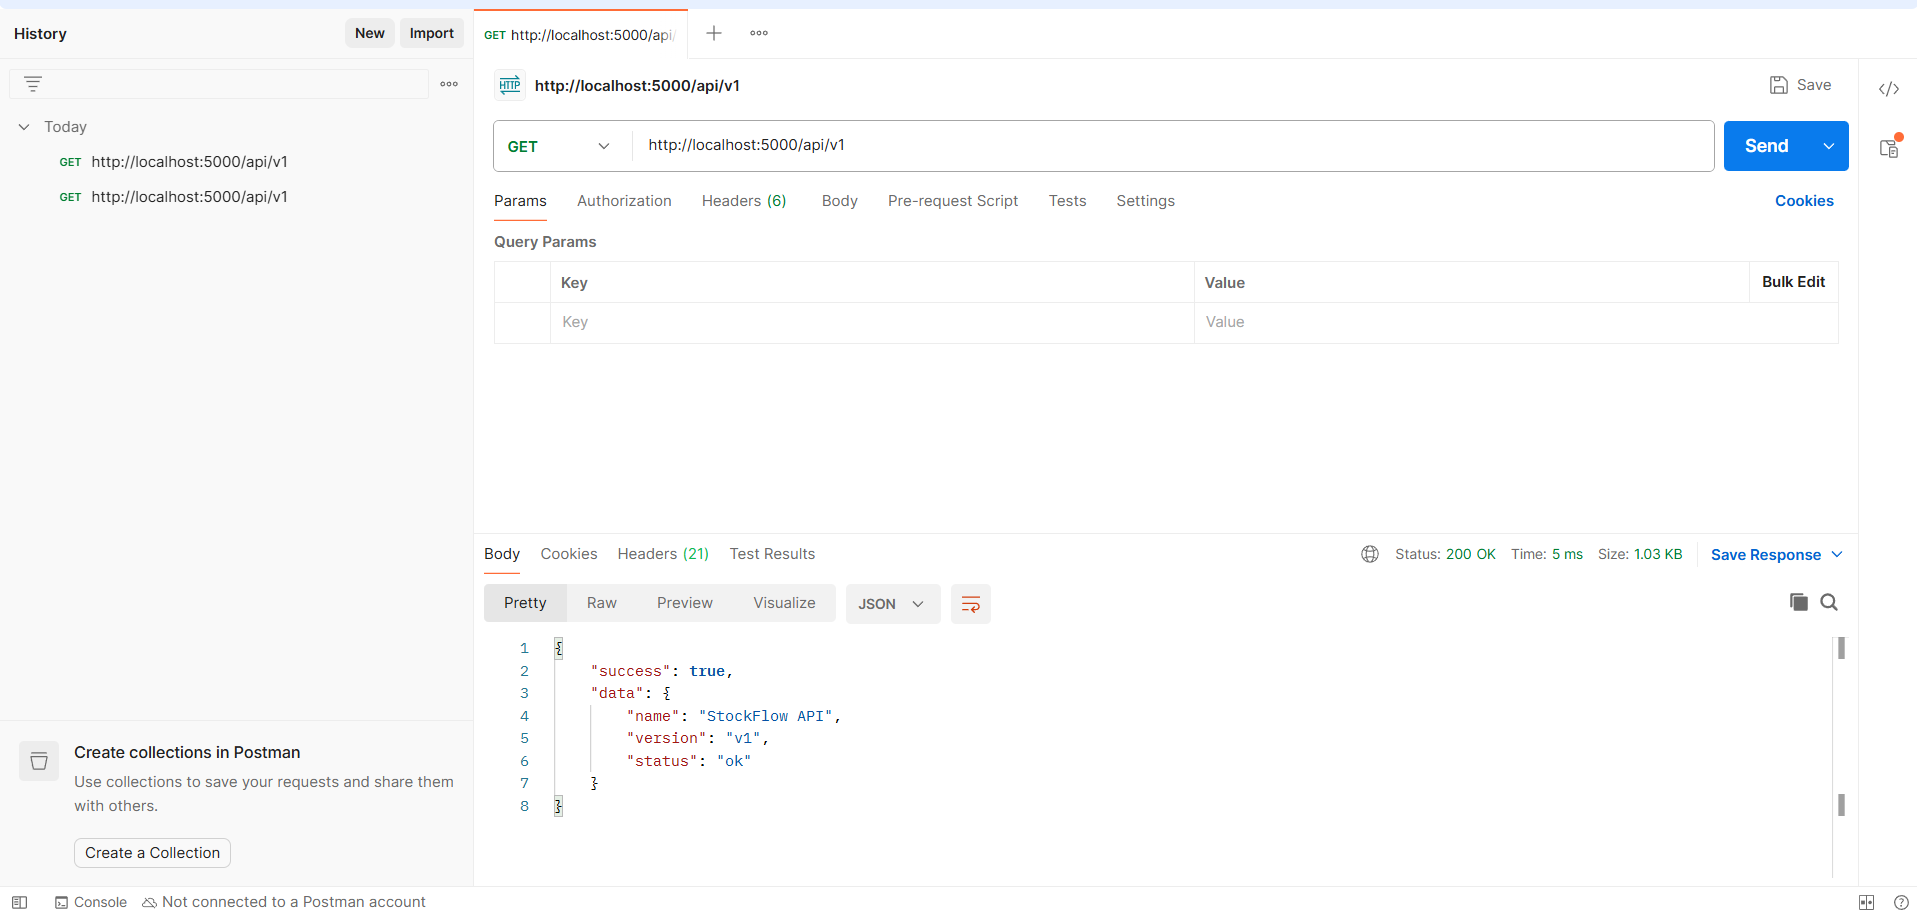 History
New
Import
GET http://localhost:5000/api/
HTTP http://localhost:5000/api/v1
Save
Today
GET http://localhost:5000/api/v1
GET http://localhost:5000/api/v1
GET
http://localhost:5000/api/v1
Send
Params
Authorization
Headers (6)
Body
Pre-request Script
Tests
Settings
Cookies
Query Params
Key
Value
Bulk Edit
Key
Value
Body
Cookies
Headers (21)
Test Results
Status: 200 OK
Time: 5 ms
Size: 1.03 KB
Save Response
Pretty
Raw
Preview
Visualize
JSON
1 {
2 "success": true,
3 "data": {
4 "name": "StockFlow API",
5 "version": "v1",
6 "status": "ok"
7 }
8 }
Create collections in Postman
Use collections to save your requests and share them
with others.
Create a Collection
Console
Not connected to a Postman account